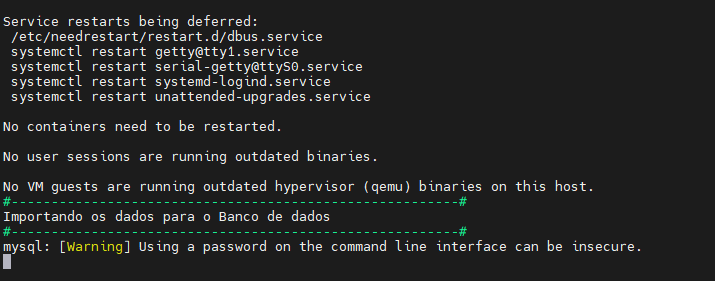 Service restarts being deferred:
/etc/needrestart/restart.d/dbus.service
systemctl restart getty@tty1.service
systemctl restart serial-getty@ttyS0.service
systemctl restart systemd-logind.service
systemctl restart unattended-upgrades.service
No containers need to be restarted.
No user sessions are running outdated binaries.
No VM guests are running outdated hypervisor (qemu) binaries on this host.
#--------------------------------------------------------#
Importando os dados para o Banco de dados
#--------------------------------------------------------#
mysql: [Warning] Using a password on the command line interface can be insecure.